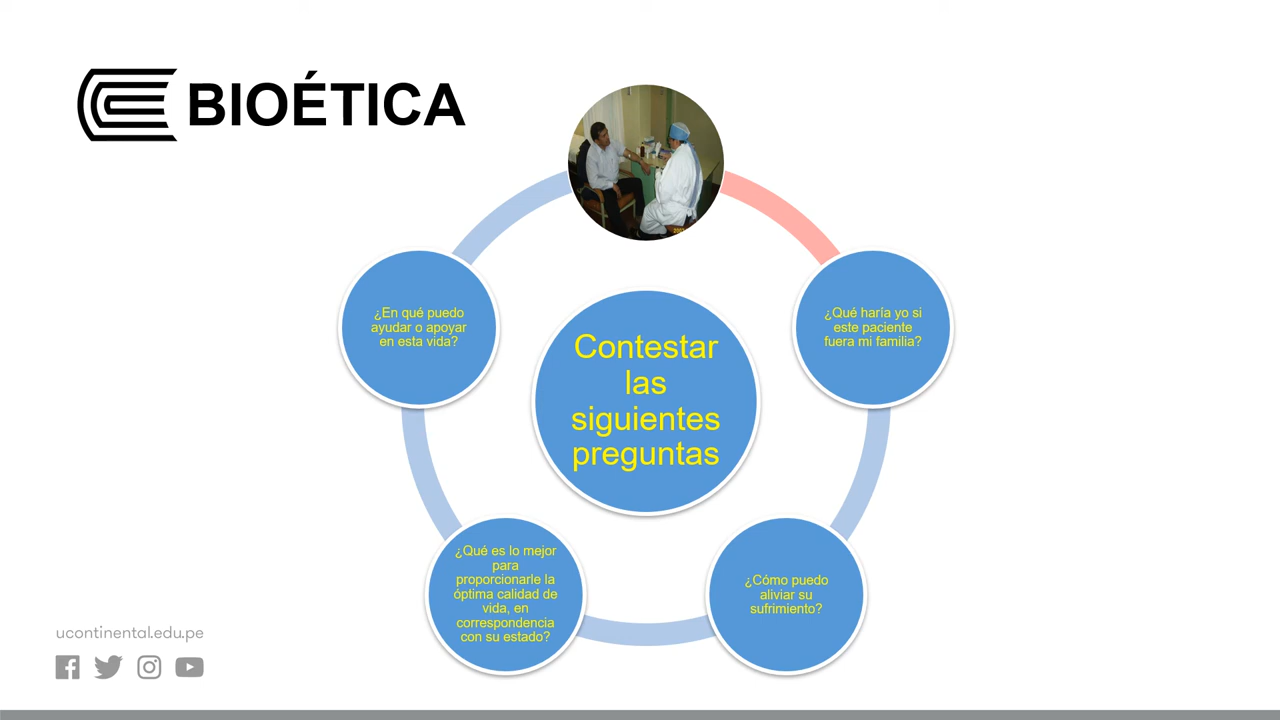 BIOÉTICA
¿En qué puedo
ayudar o apoyar
en esta vida?
¿Qué haría yo si
este paciente
fuera mi familia?
Contestar
las
siguientes
preguntas
¿Qué es lo mejor
para
proporcionarle la
óptima calidad de
vida, en
correspondencia
con su estado?
¿Cómo puedo
aliviar su
sufrimiento?
ucontinental.edu.pe